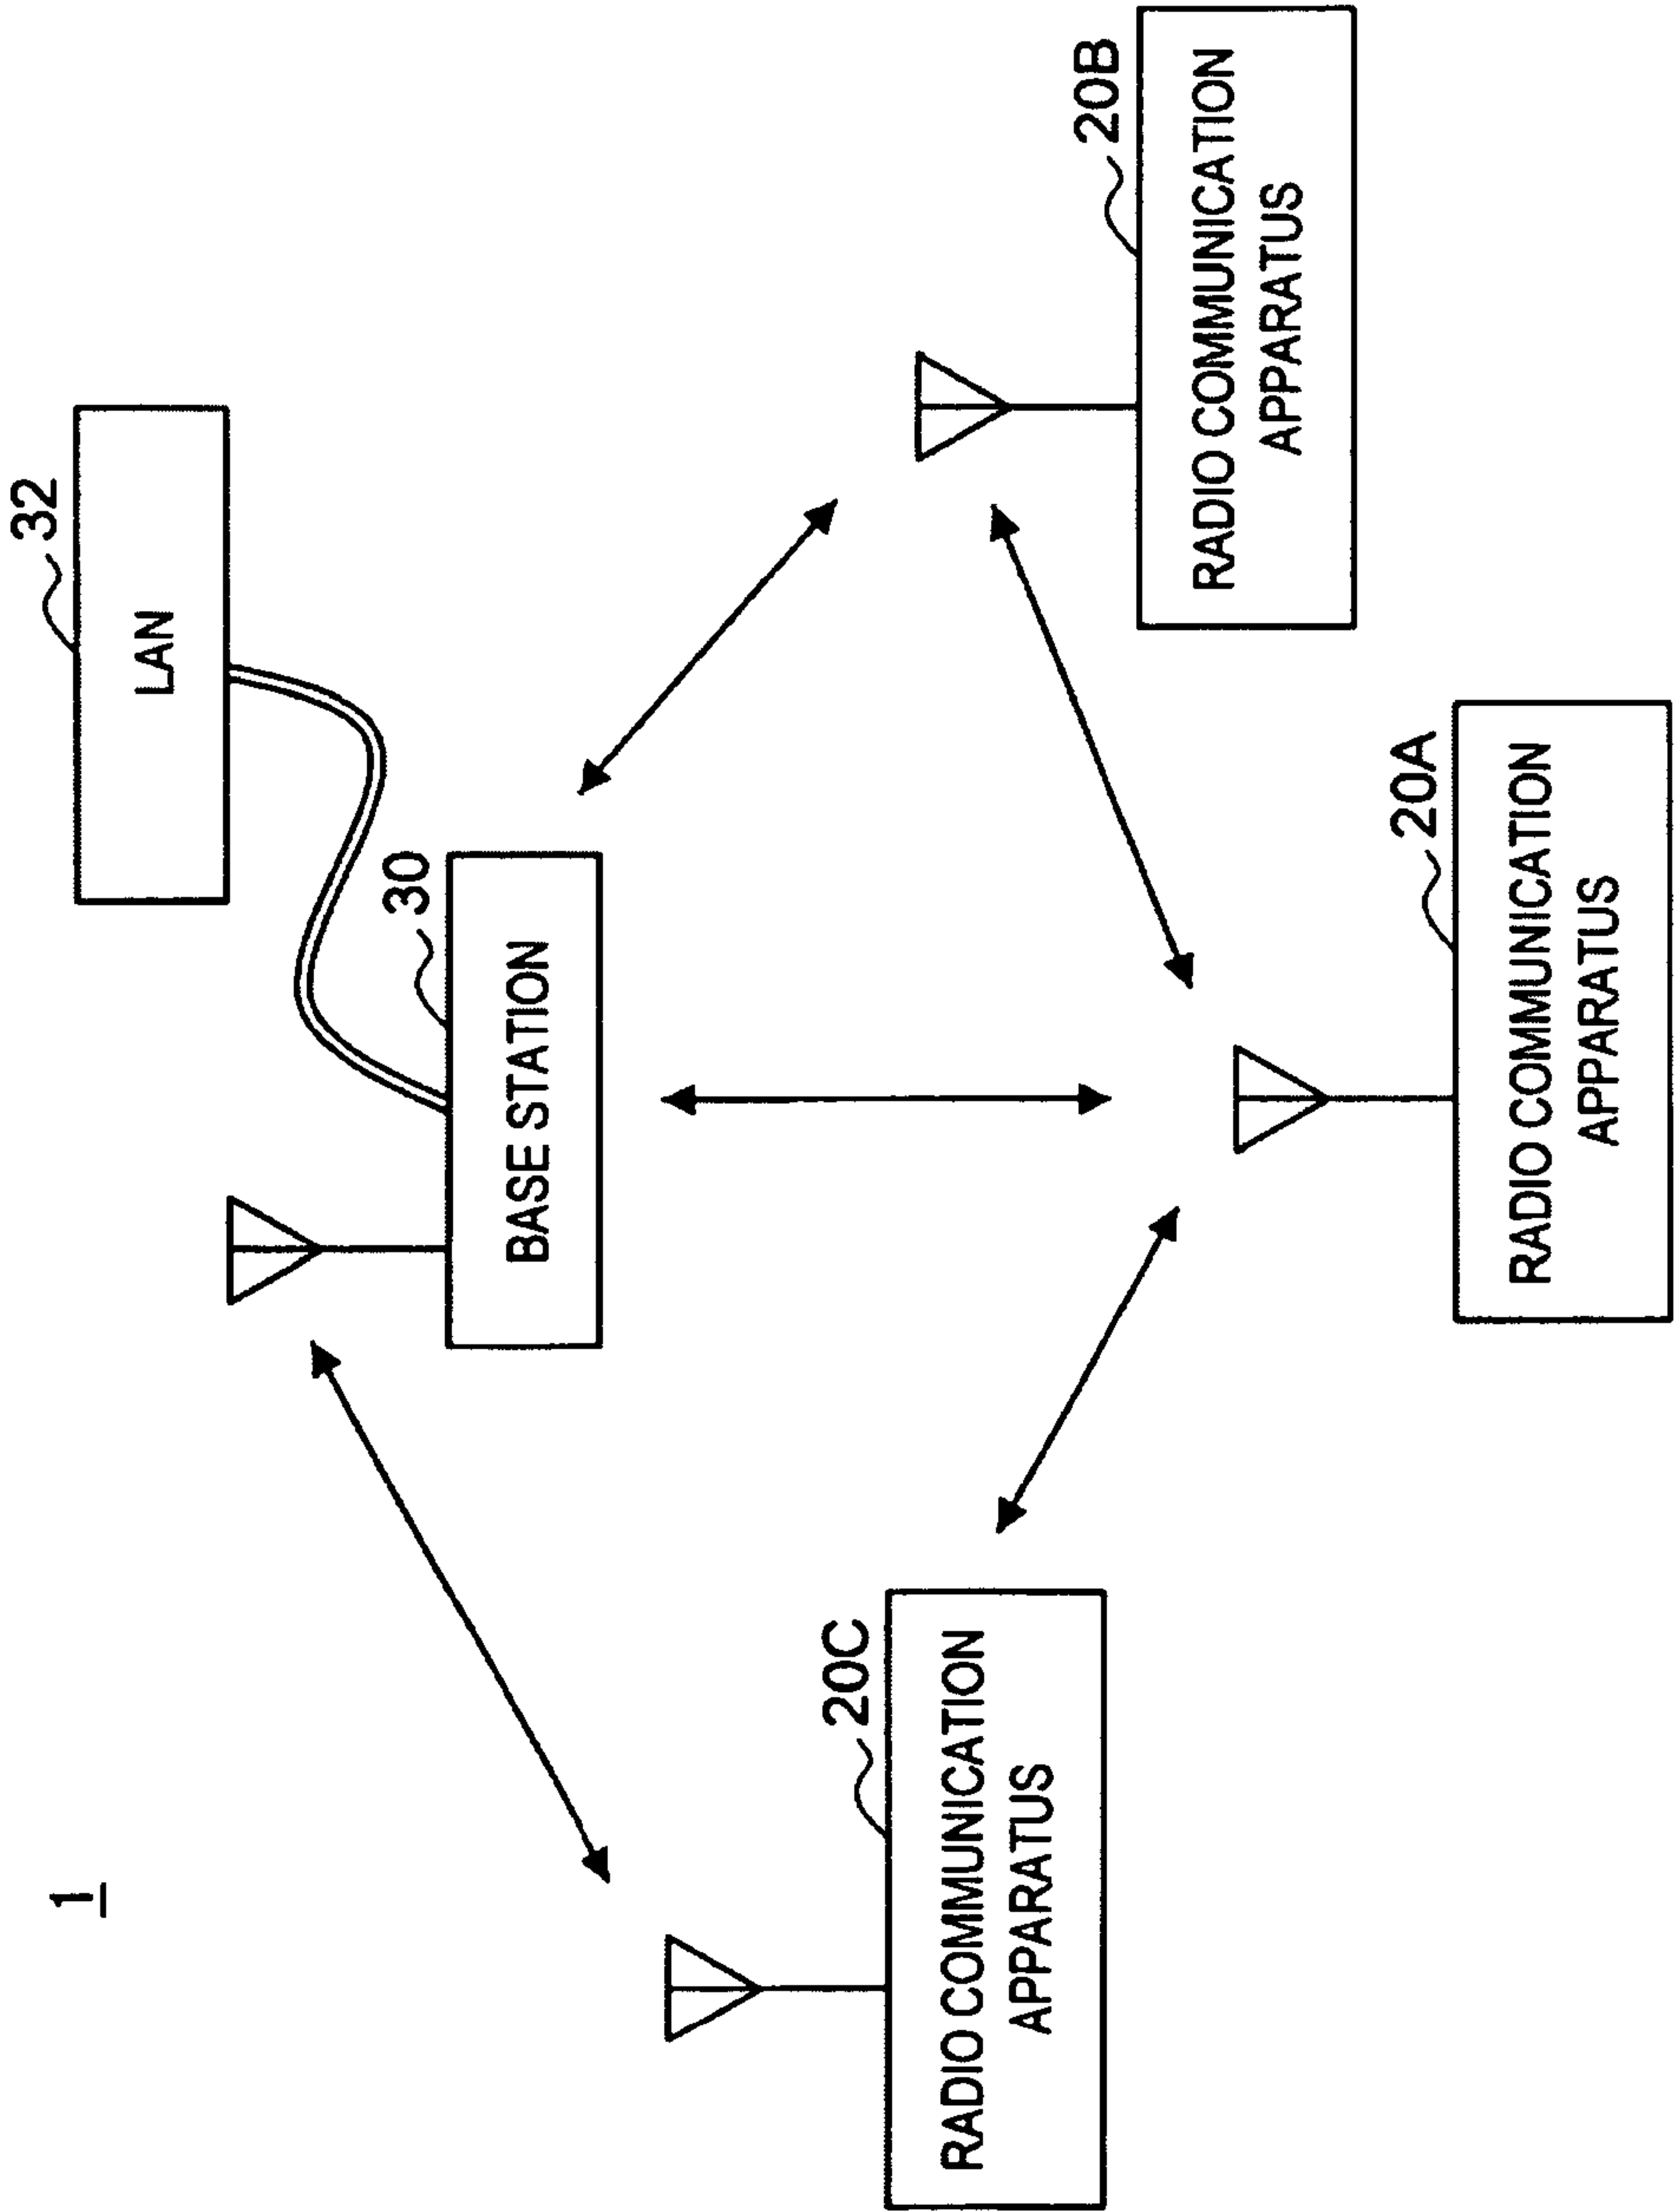 1
32
LAN
30
BASE STATION
20C
RADIO COMMUNICATION
APPARATUS
20B
RADIO COMMUNICATION
APPARATUS
20A
RADIO COMMUNICATION
APPARATUS